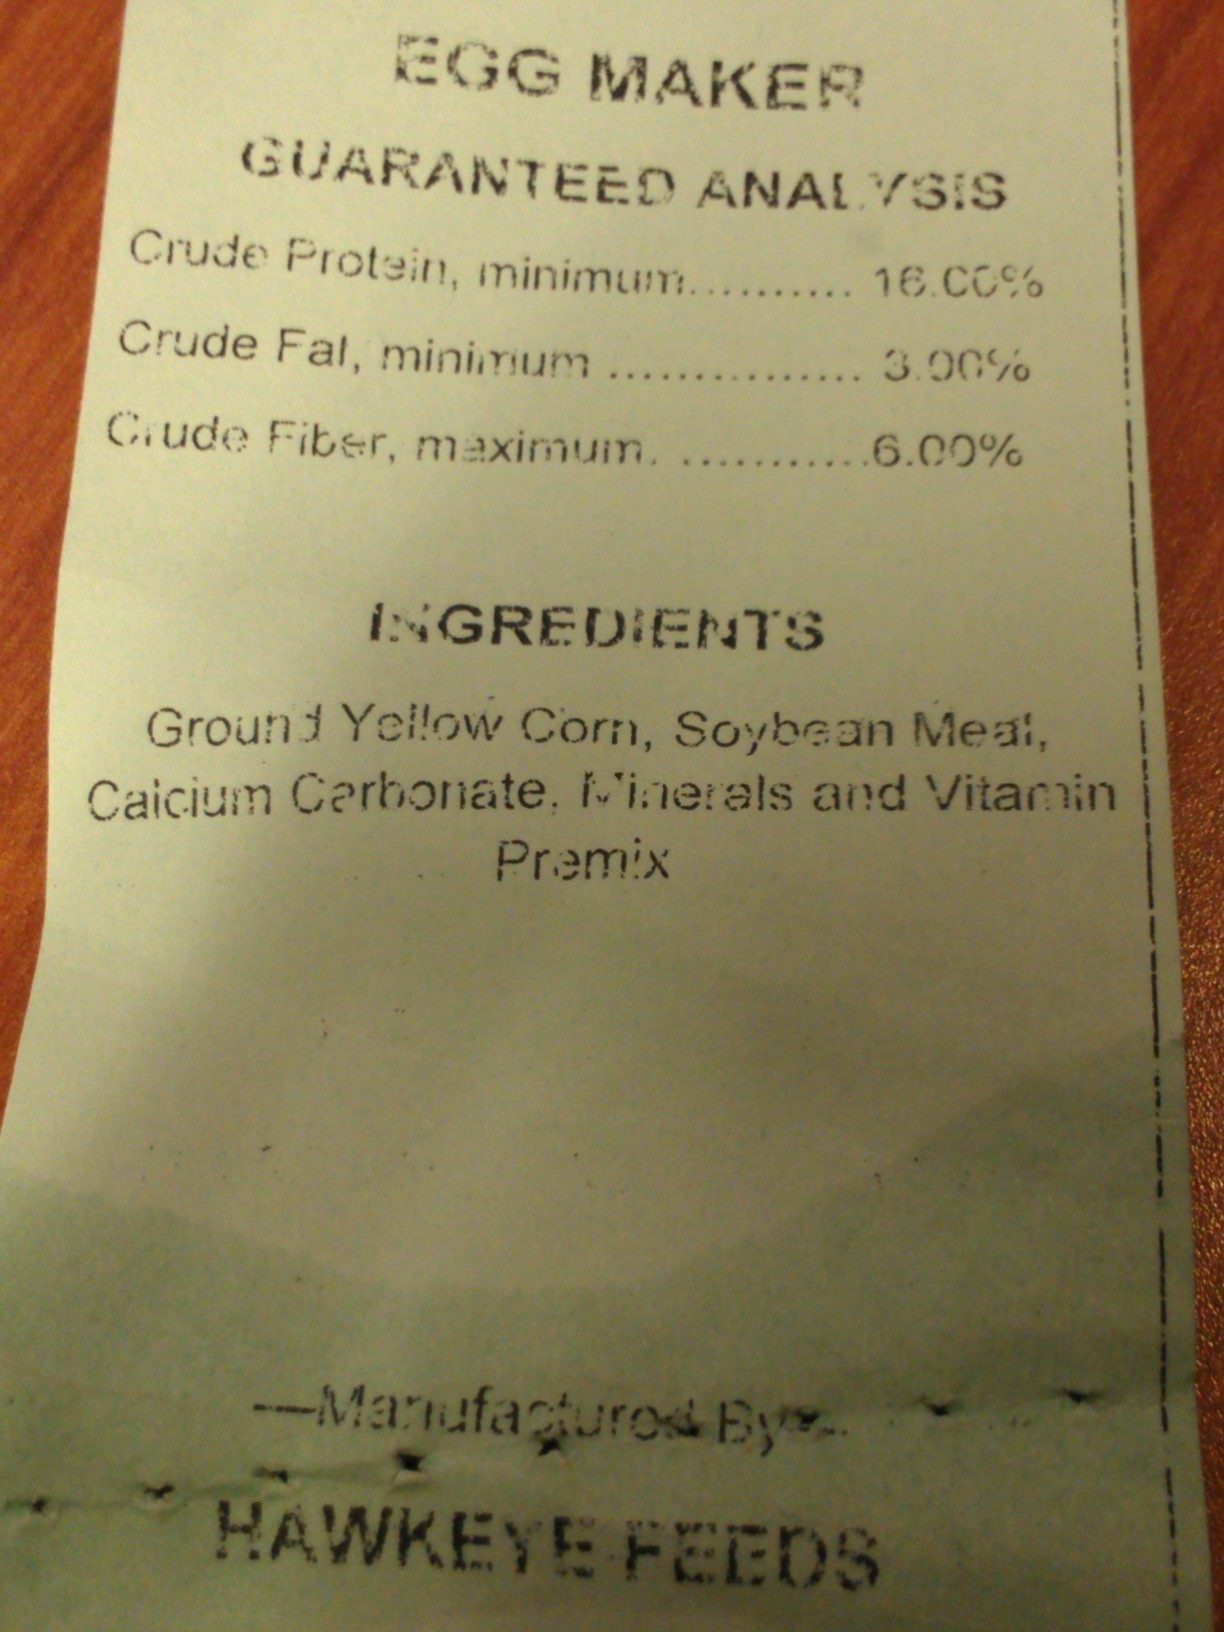 EGG MAKER
GUARANTEED ANALYSIS
Crude Protein, minimum.......... 16.00%
Crude Fat, minimum ............... 3.00%
Crude Fiber, maximum. ............6.00%
INGREDIENTS
Ground Yellow Corn, Soybean Meal,
Calcium Carbonate, Minerals and Vitamin
Premix
—Manufactured By—
HAWKEYE FEEDS